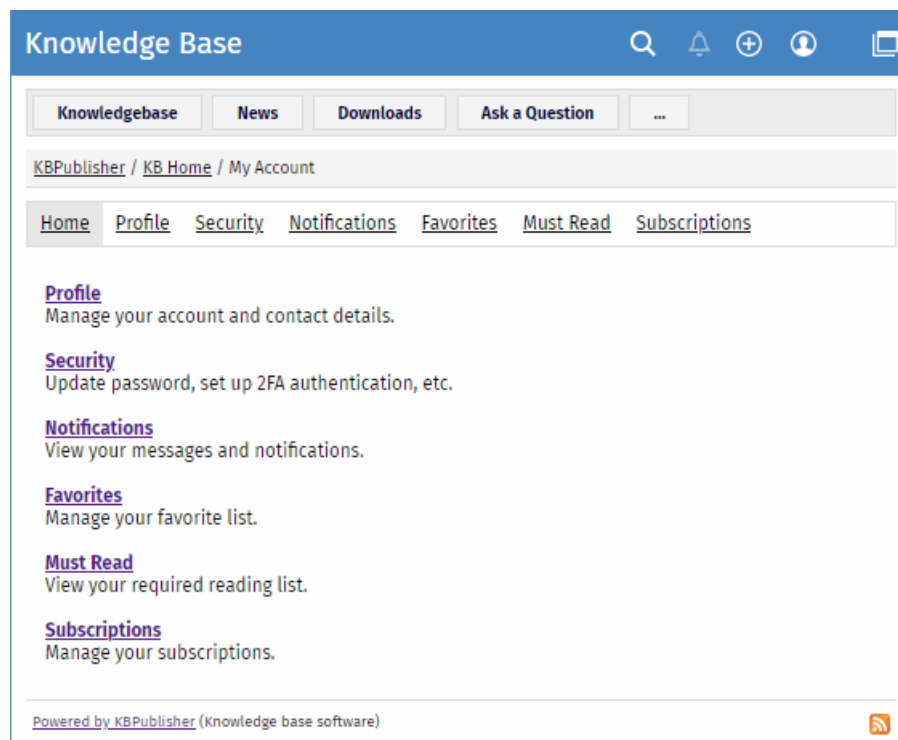 Knowledge Base
Knowledgebase News Downloads Ask a Question ...
KBPublisher / KB Home / My Account
Home Profile Security Notifications Favorites Must Read Subscriptions
Profile
Manage your account and contact details.
Security
Update password, set up 2FA authentication, etc.
Notifications
View your messages and notifications.
Favorites
Manage your favorite list.
Must Read
View your required reading list.
Subscriptions
Manage your subscriptions.
Powered by KBPublisher (Knowledge base software)